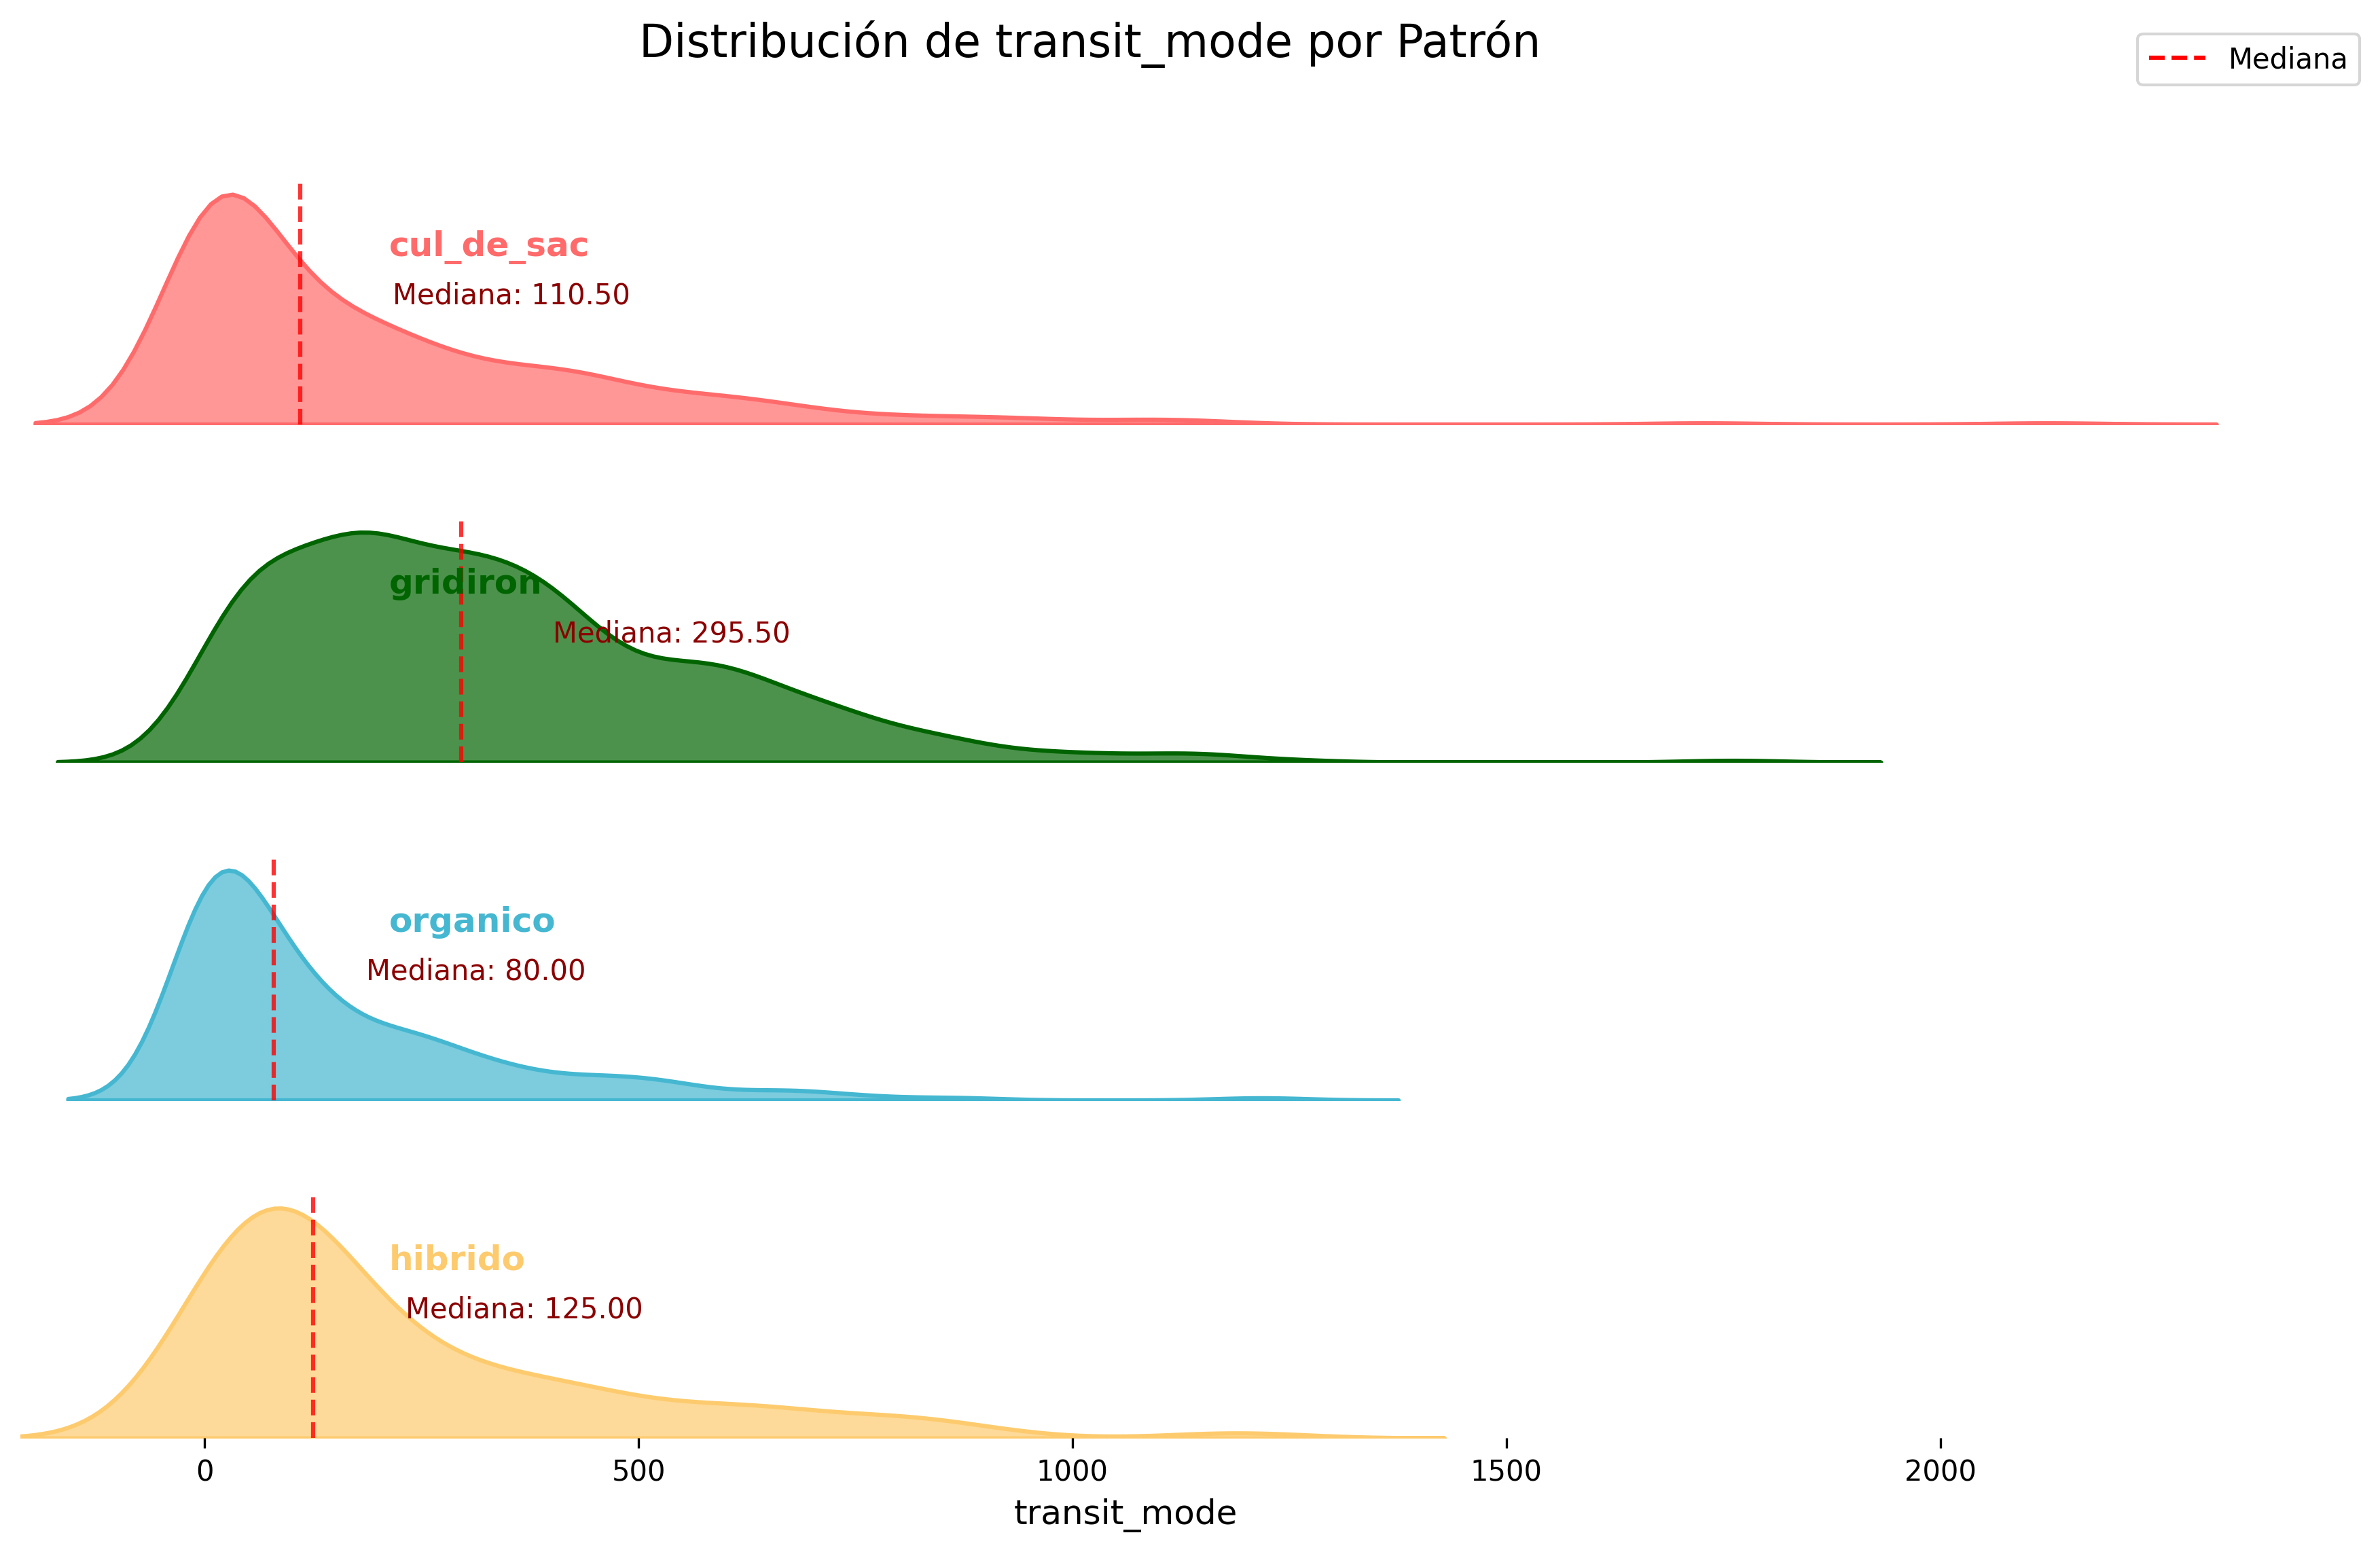 Distribución de transit_mode por Patrón
Mediana
cul_de_sac
Mediana: 110.50
gridiron
Mediana: 295.50
organico
Mediana: 80.00
hibrido
Mediana: 125.00
0 500 1000 1500 2000
transit_mode